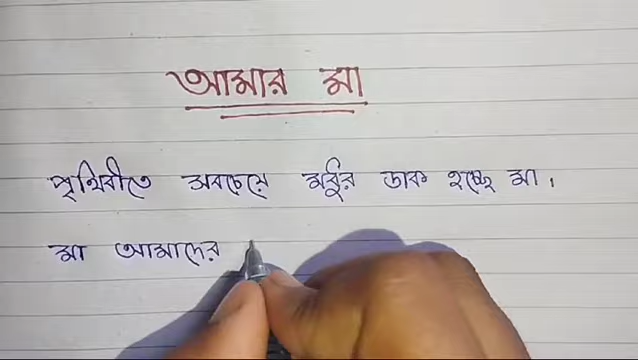 আমার মা
পৃথিবীতে সবচেয়ে মধুর ডাক হচ্ছে মা।
মা আমাদের